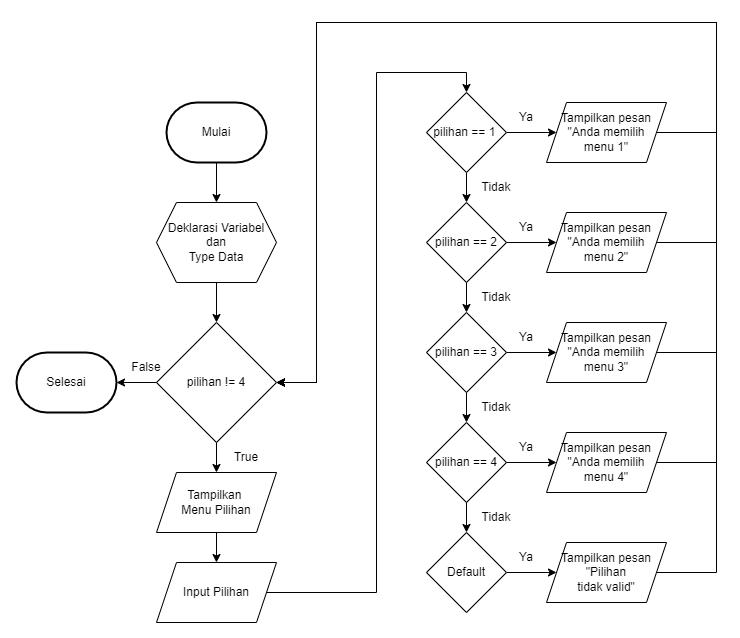 Mulai
Deklarasi Variabel
dan
Type Data
pilihan != 4
False
Selesai
True
Tampilkan
Menu Pilihan
Input Pilihan
pilihan == 1
Ya
Tampilkan pesan
"Anda memilih
menu 1"
Tidak
pilihan == 2
Ya
Tampilkan pesan
"Anda memilih
menu 2"
Tidak
pilihan == 3
Ya
Tampilkan pesan
"Anda memilih
menu 3"
Tidak
pilihan == 4
Ya
Tampilkan pesan
"Anda memilih
menu 4"
Tidak
Default
Ya
Tampilkan pesan
"Pilihan
tidak valid"